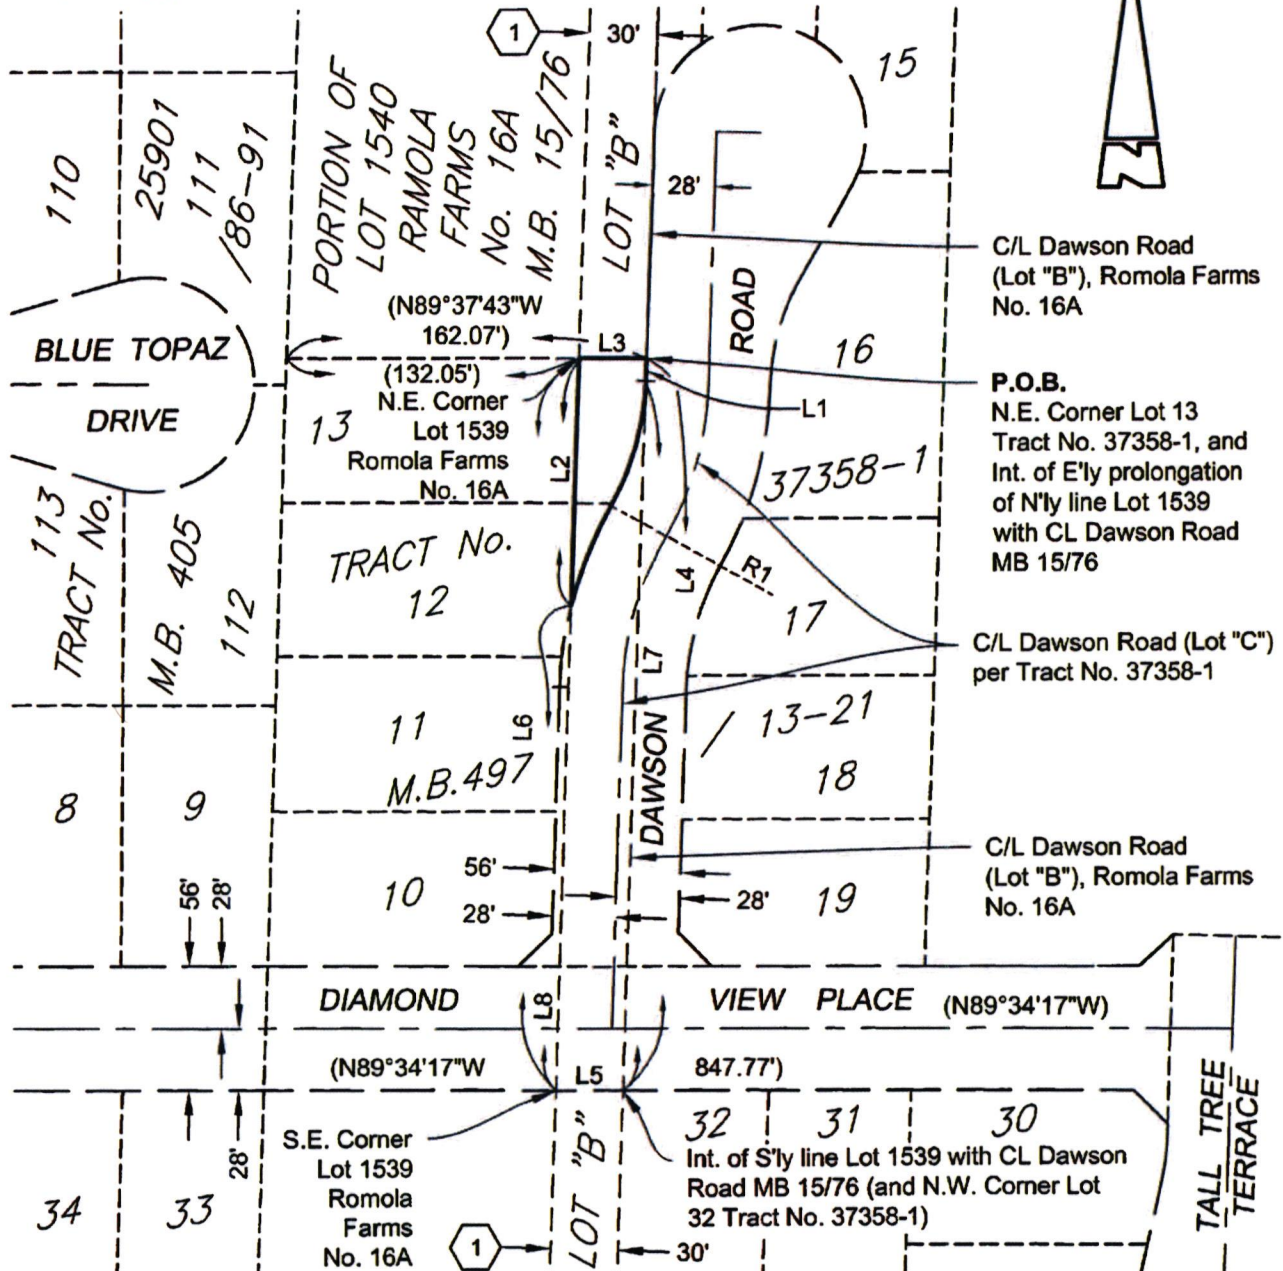 1
30'
15
110
25901
111
/86-91
PORTION OF
LOT 1540
RAMOLA
FARMS
No. 16A
M.B. 15/76
LOT "B"
28'
N
C/L Dawson Road
(Lot "B"), Romola Farms
No. 16A
ROAD
(N89°37'43"W
162.07')
L3
BLUE TOPAZ
DRIVE
(132.05')
N.E. Corner
Lot 1539
Romola Farms
No. 16A
13
L2
16
L1
P.O.B.
N.E. Corner Lot 13
Tract No. 37358-1, and
Int. of E'ly prolongation
of N'ly line Lot 1539
with CL Dawson Road
MB 15/76
37358-1
113
TRACT No.
M.B. 405
112
TRACT No.
12
L4
R1
17
C/L Dawson Road (Lot "C")
per Tract No. 37358-1
L7
L6
11
M.B.497
DAWSON
/ 13-21
18
8
9
C/L Dawson Road
(Lot "B"), Romola Farms
No. 16A
56'
10
28'
28'
19
56'
28'
DIAMOND
L8
VIEW PLACE
(N89°34'17"W)
(N89°34'17"W
L5
847.77')
28'
S.E. Corner
Lot 1539
Romola
Farms
No. 16A
32
31
30
Int. of S'ly line Lot 1539 with CL Dawson
Road MB 15/76 (and N.W. Corner Lot
32 Tract No. 37358-1)
TALL TREE
TERRACE
34
33
LOT "B"
1
30'